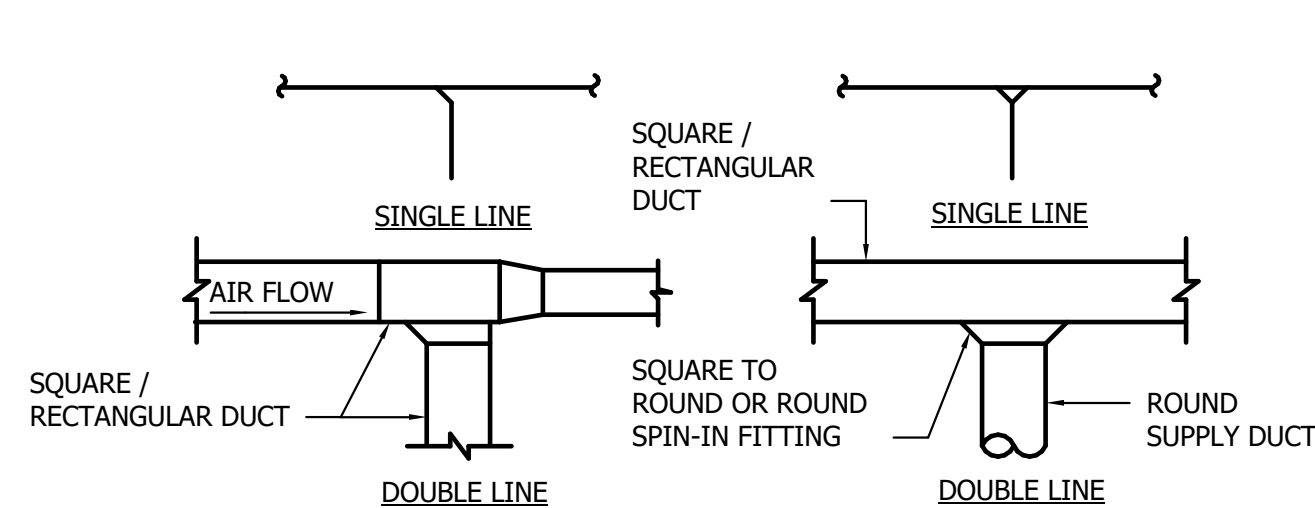 SINGLE LINE
AIR FLOW
SQUARE /
RECTANGULAR DUCT
DOUBLE LINE
SQUARE /
RECTANGULAR
DUCT
SINGLE LINE
SQUARE TO
ROUND OR ROUND
SPIN-IN FITTING
ROUND
SUPPLY DUCT
DOUBLE LINE